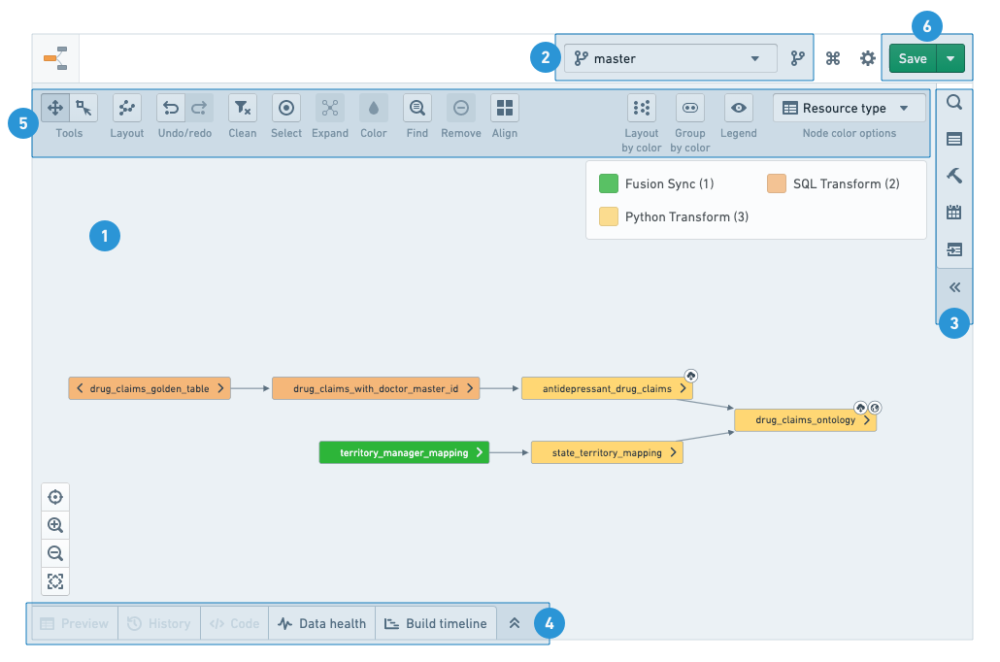 6
2
master
Save
5
Tools
Layout
Undo/redo
Clean
Select
Expand
Color
Find
Remove
Align
Layout
by color
Group
by color
Legend
Resource type
Node color options
Fusion Sync (1)
SQL Transform (2)
Python Transform (3)
1
3
drug_claims_golden_table
drug_claims_with_doctor_master_id
antidepressant_drug_claims
drug_claims_ontology
territory_manager_mapping
state_territory_mapping
Preview
History
Code
Data health
Build timeline
4